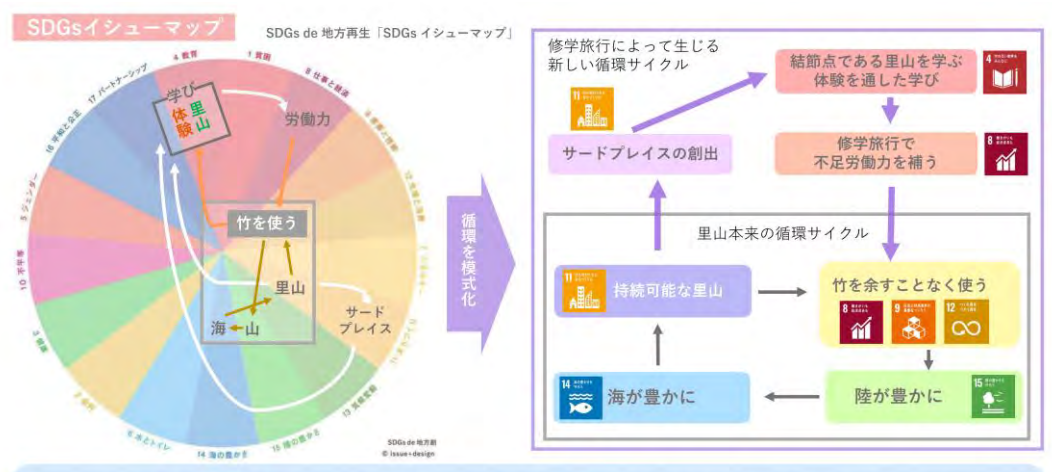 SDGsイシューマップ
SDGs de 地方再生「SDGs イシューマップ」
4 教育
1 貧困
8 仕事と経済
17 パートナーシップ
16 平和と公正
5 ジェンダー
10 不平等
14 海の豊かさ
15 陸の豊かさ
13 気候変動
6 水とトイレ
学び
里山
体験
労働力
竹を使う
里山
海
山
サード
プレイス
SDGs de 地方創
© issue+design
循環を模式化
修学旅行によって生じる
新しい循環サイクル
11
結節点である里山を学ぶ
体験を通した学び
4
サードプレイスの創出
修学旅行で
不足労働力を補う
8
里山本来の循環サイクル
11
持続可能な里山
竹を余すことなく使う
8
9
12
14
海が豊かに
陸が豊かに
15